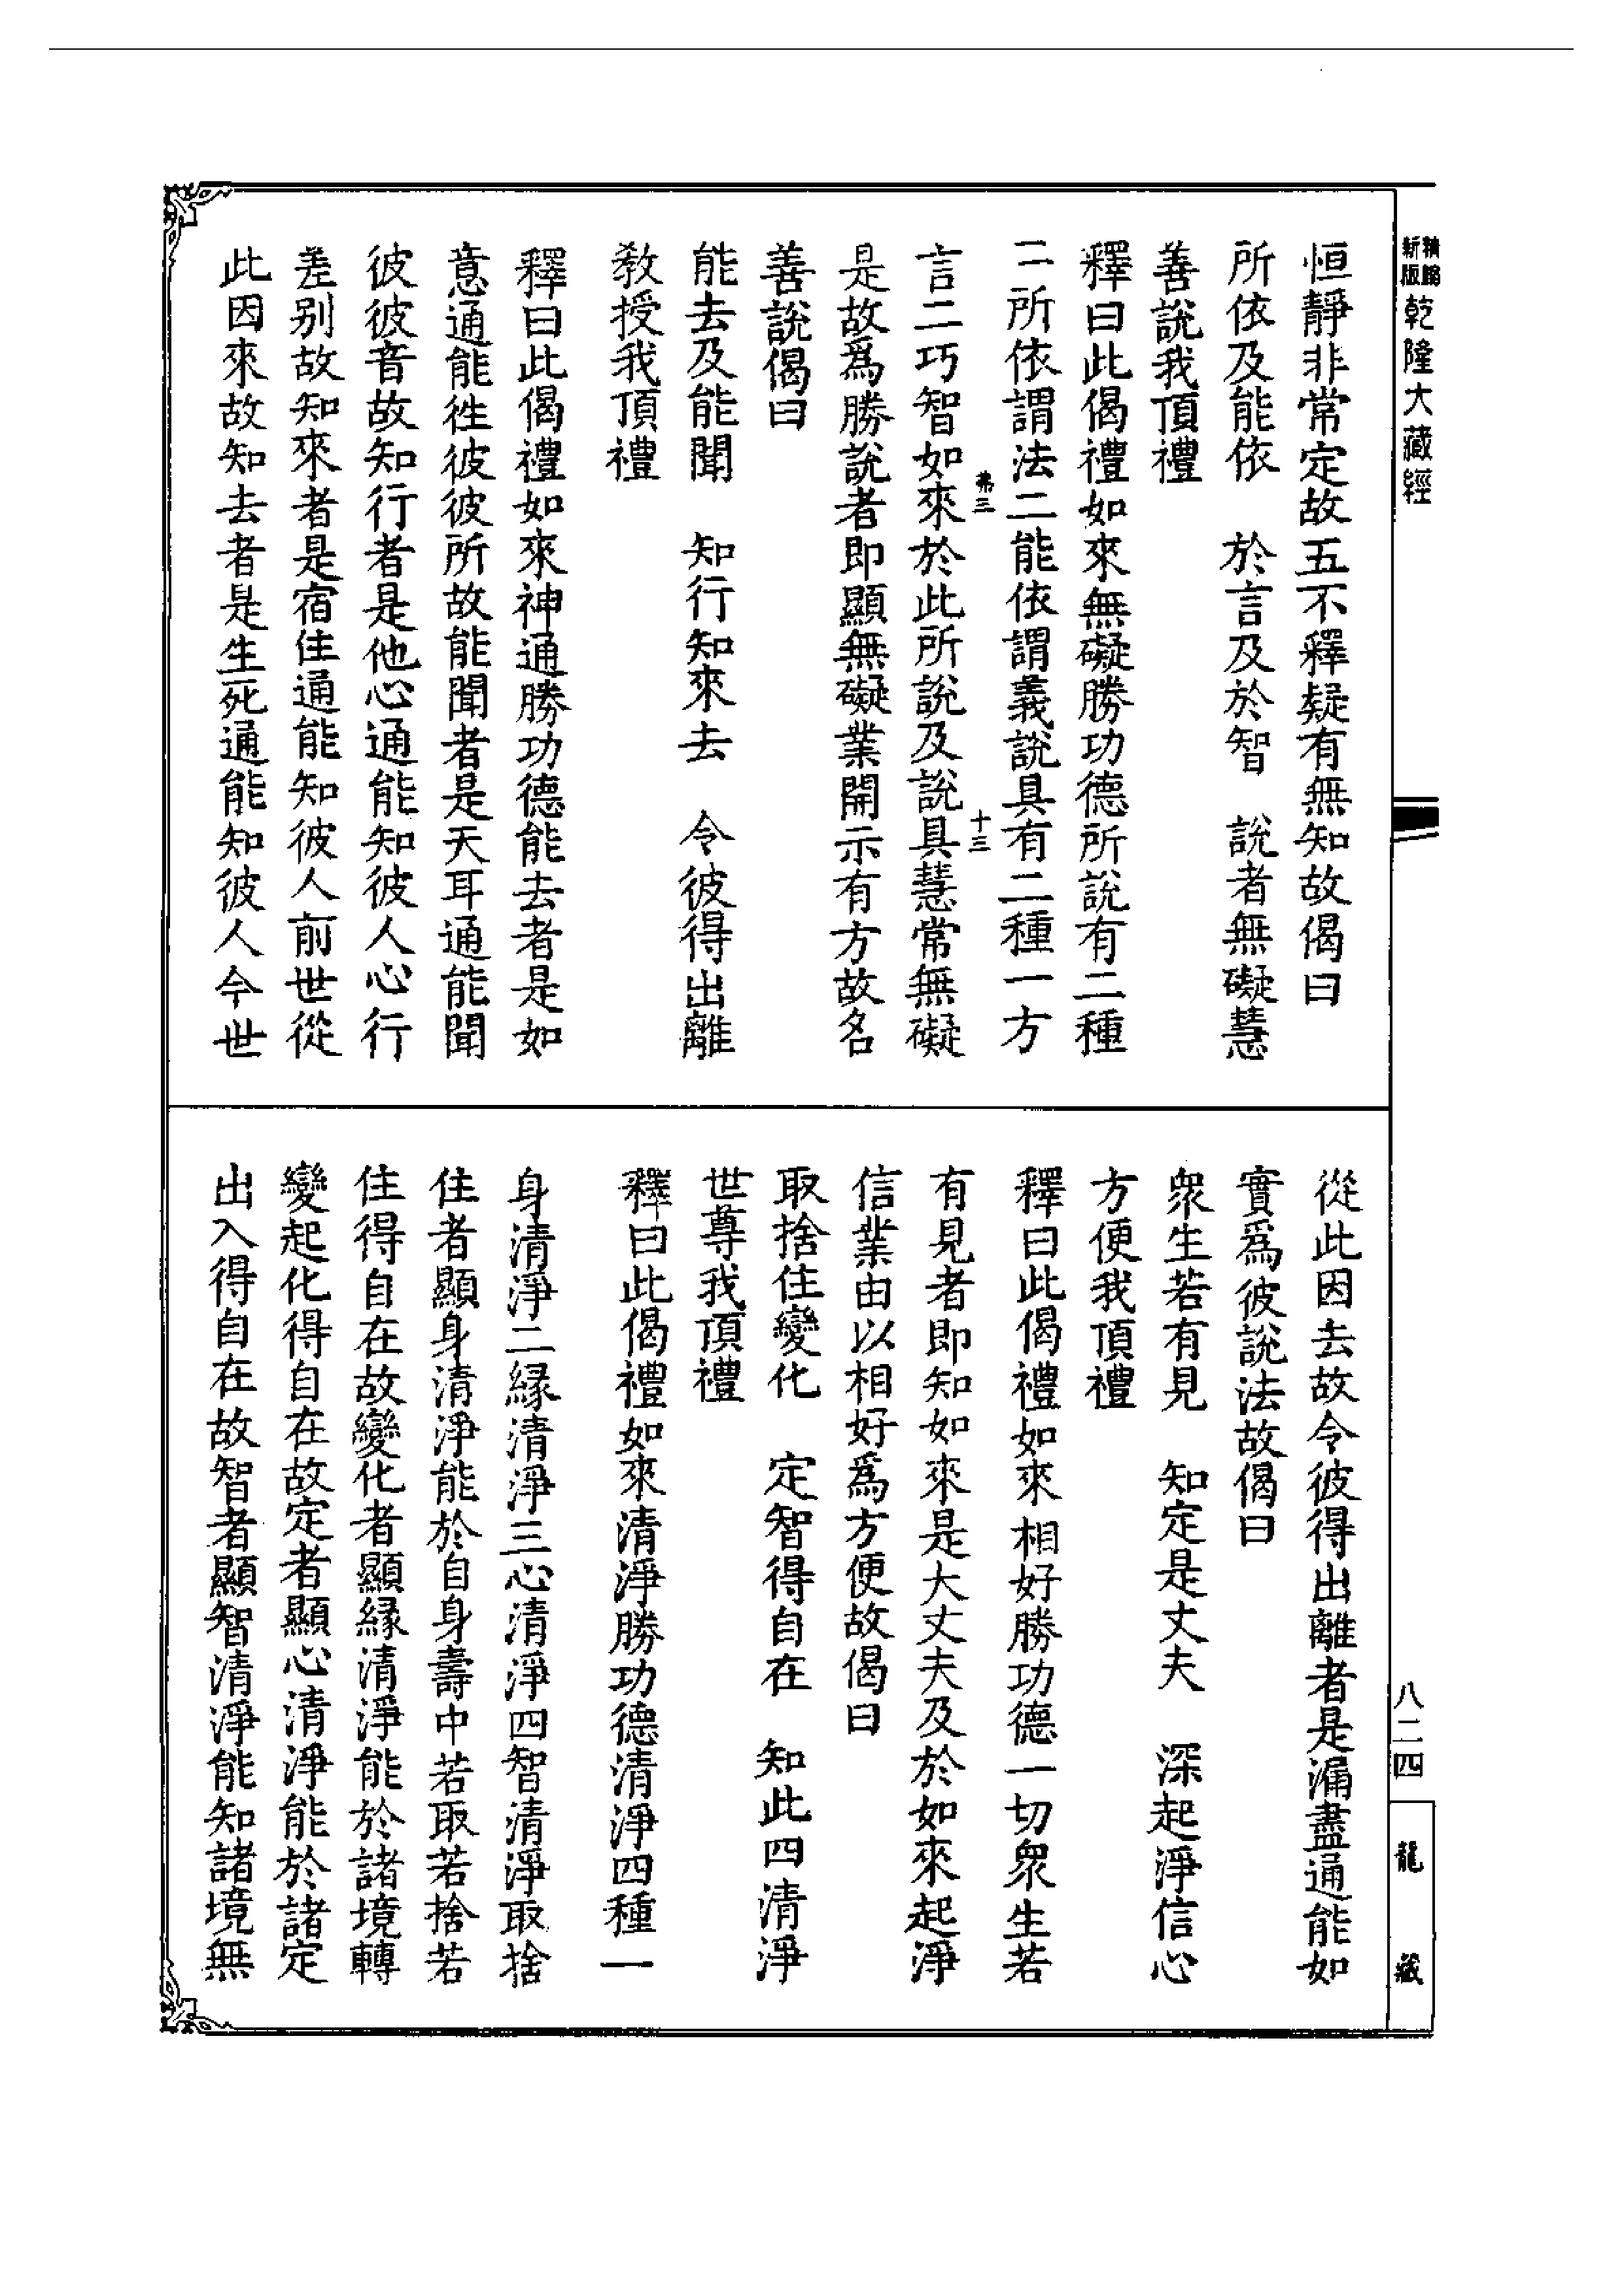 精縮新版乾隆大藏經
恒靜非常定故五不釋疑有無知故偈曰
所依及能依　於言及於智　說者無礙慧
善說我頂禮
釋曰此偈禮如來無礙勝功德所說有二種
二所依謂法二能依謂義說具有二種一方
言二巧智如來於此所說及說具慧常無礙
弗三　十三
是故爲勝說者即顯無礙業開示有方故名
善說偈曰
能去及能聞　知行知來去　令彼得出離
敎授我頂禮
釋曰此偈禮如來神通勝功德能去者是如
意通能徃彼彼所故能聞者是天耳通能聞
彼彼音故知行者是他心通能知彼人心行
差别故知來者是宿住通能知彼人前世從
此因來故知去者是生死通能知彼人今世
從此因去故令彼得出離者是漏盡通能如
實爲彼說法故偈曰
衆生若有見　知定是丈夫　深起淨信心
方便我頂禮
釋曰此偈禮如來相好勝功德一切衆生若
有見者即知如來是大丈夫及於如來起淨
信業由以相好爲方便故偈曰
取捨住變化　定智得自在　知此四清淨
世尊我頂禮
釋曰此偈禮如來清淨勝功德清淨四種一
身清淨二緣清淨三心清淨四智清淨取捨
住者顯身清淨能於自身壽中若取若捨若
住得自在故變化者顯緣清淨能於諸境轉
變起化得自在故定者顯心清淨能於諸定
出入得自在故智者顯智清淨能知諸境無
八二四
龍藏